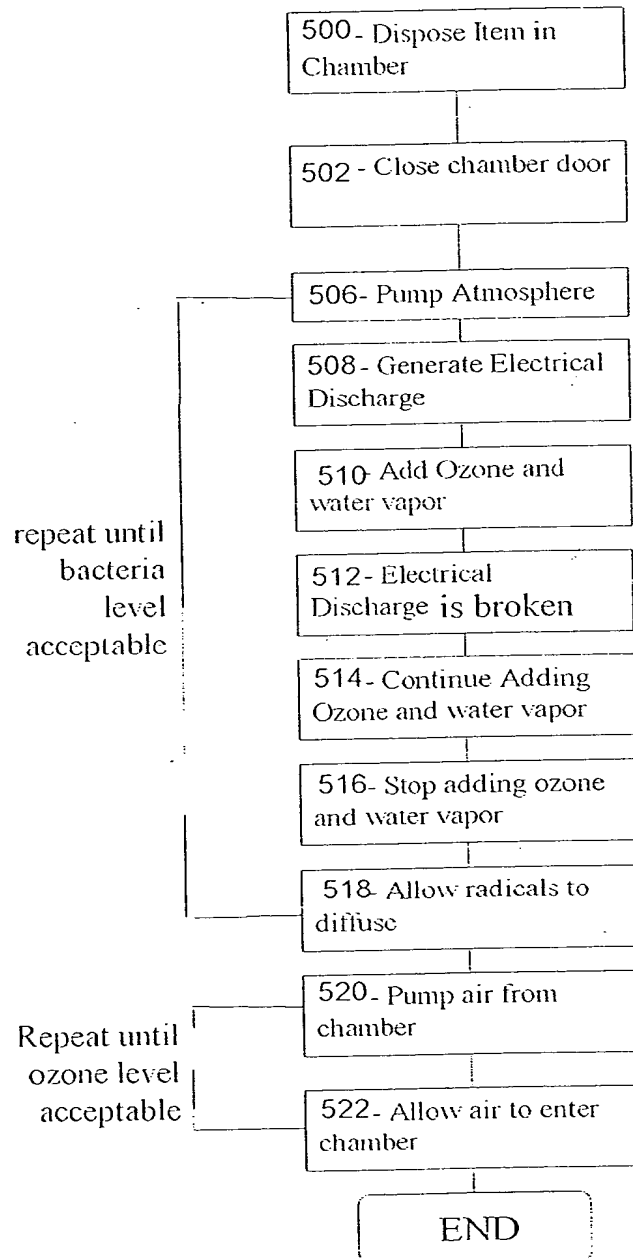 500- Dispose Item in
Chamber
502 - Close chamber door
506- Pump Atmosphere
508- Generate Electrical
Discharge
510- Add Ozone and
water vapor
repeat until
bacteria
level
acceptable
512- Electrical
Discharge is broken
514- Continue Adding
Ozone and water vapor
516- Stop adding ozone
and water vapor
518- Allow radicals to
diffuse
520- Pump air from
chamber
Repeat until
ozone level
acceptable
522- Allow air to enter
chamber
END